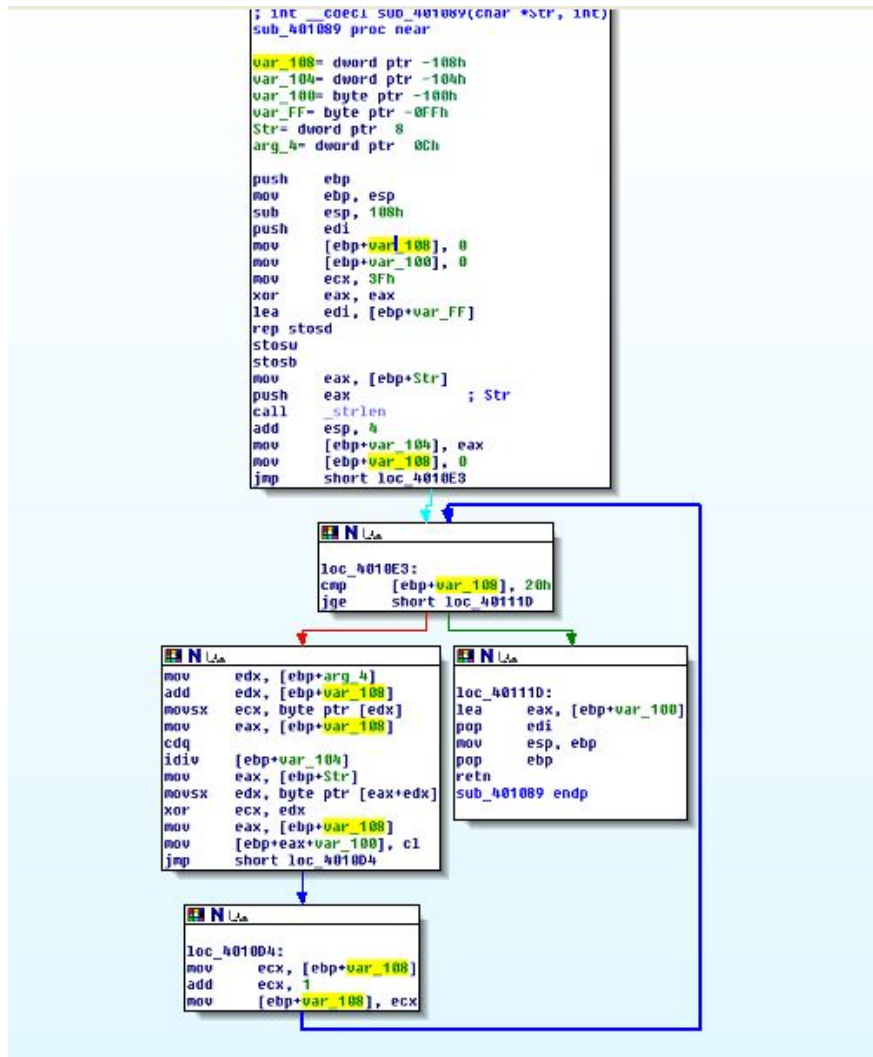 ; int __cdecl sub_401089(char *Str, int)
sub_401089 proc near
var_108= dword ptr -108h
var_104= dword ptr -104h
var_100= byte ptr -100h
var_FF= byte ptr -0FFh
Str= dword ptr  8
arg_4= dword ptr  0Ch
push    ebp
mov     ebp, esp
sub     esp, 108h
push    edi
mov     [ebp+var_108], 0
mov     [ebp+var_100], 0
mov     ecx, 3Fh
xor     eax, eax
lea     edi, [ebp+var_FF]
rep stosd
stosw
stosb
mov     eax, [ebp+Str]
push    eax             ; Str
call    _strlen
add     esp, 4
mov     [ebp+var_104], eax
mov     [ebp+var_108], 0
jmp     short loc_4010E3
loc_4010E3:
cmp     [ebp+var_108], 20h
jge     short loc_40111D
mov     edx, [ebp+arg_4]
add     edx, [ebp+var_108]
movsx   ecx, byte ptr [edx]
mov     eax, [ebp+var_108]
cdq
idiv    [ebp+var_104]
mov     eax, [ebp+Str]
movsx   edx, byte ptr [eax+edx]
xor     ecx, edx
mov     eax, [ebp+var_108]
mov     [ebp+eax+var_100], cl
jmp     short loc_4010D4
loc_40111D:
lea     eax, [ebp+var_100]
pop     edi
mov     esp, ebp
pop     ebp
retn
sub_401089 endp
loc_4010D4:
mov     ecx, [ebp+var_108]
add     ecx, 1
mov     [ebp+var_108], ecx